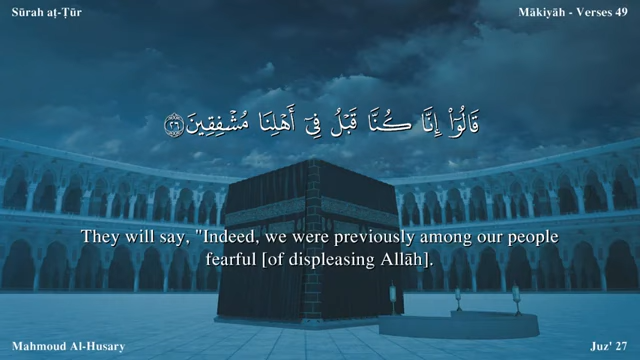 Sūrah aṭ-Ṭūr
Mākiyāh - Verses 49
قَالُوٓا۟ إِنَّا كُنَّا قَبْلُ فِىٓ أَهْلِنَا مُشْفِقِينَ ٢٦
They will say, "Indeed, we were previously among our people
fearful [of displeasing Allāh].
Mahmoud Al-Husary
Juz' 27